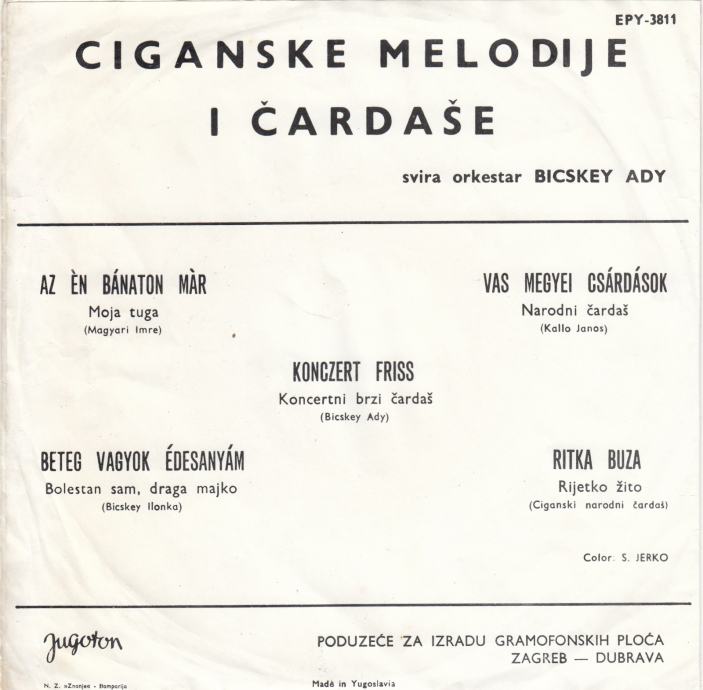 EPY-3811
CIGANSKE MELODIJE
I ČARDAŠE
svira orkestar BICSKEY ADY
AZ ÈN BÁNATON MÀR
Moja tuga
(Magyari Imre)
VAS MEGYEI CSÁRDÁSOK
Narodni čardaš
(Kallo Janos)
KONCZERT FRISS
Koncertni brzi čardaš
(Bicskey Ady)
BETEG VAGYOK ÉDESANYÁM
Bolestan sam, draga majko
(Bicskey Ilonka)
RITKA BUZA
Rijetko žito
(Ciganski narodni čardaš)
Color: S. JERKO
Jugoton
PODUZEĆE ZA IZRADU GRAMOFONSKIH PLOČA
ZAGREB — DUBRAVA
N. Z. »Znanje« - Štamparija
Made in Yugoslavia